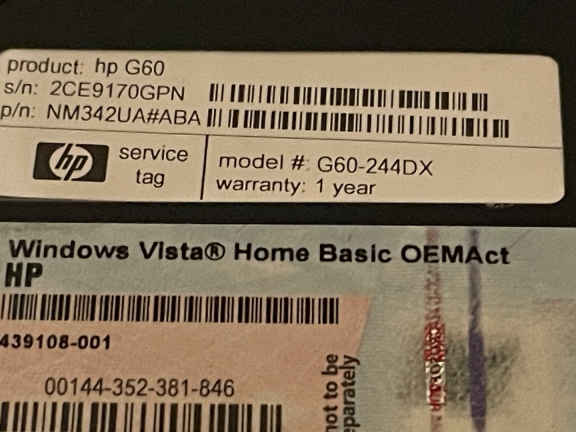 product: hp G60
s/n: 2CE9170GPN
p/n: NM342UA#ABA
hp
service
tag
model #: G60-244DX
warranty: 1 year
Windows Vista® Home Basic OEMAct
HP
439108-001
00144-352-381-846
not to be
parately